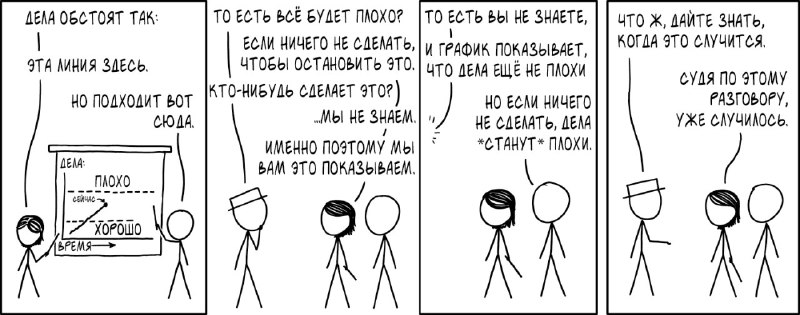 ДЕЛА ОБСТОЯТ ТАК:
ЭТА ЛИНИЯ ЗДЕСЬ.
НО ПОДХОДИТ ВОТ
СЮДА.
ДЕЛА:
ПЛОХО
СЕЙЧАС
ХОРОШО
ВРЕМЯ
ТО ЕСТЬ ВСЁ БУДЕТ ПЛОХО?
ЕСЛИ НИЧЕГО НЕ СДЕЛАТЬ,
ЧТОБЫ ОСТАНОВИТЬ ЭТО.
КТО-НИБУДЬ СДЕЛАЕТ ЭТО?
...МЫ НЕ ЗНАЕМ.
ИМЕННО ПОЭТОМУ МЫ
ВАМ ЭТО ПОКАЗЫВАЕМ.
ТО ЕСТЬ ВЫ НЕ ЗНАЕТЕ,
И ГРАФИК ПОКАЗЫВАЕТ,
ЧТО ДЕЛА ЕЩЁ НЕ ПЛОХИ
НО ЕСЛИ НИЧЕГО
НЕ СДЕЛАТЬ, ДЕЛА
*СТАНУТ* ПЛОХИ.
ЧТО Ж, ДАЙТЕ ЗНАТЬ,
КОГДА ЭТО СЛУЧИТСЯ.
СУДЯ ПО ЭТОМУ
РАЗГОВОРУ,
УЖЕ СЛУЧИЛОСЬ.